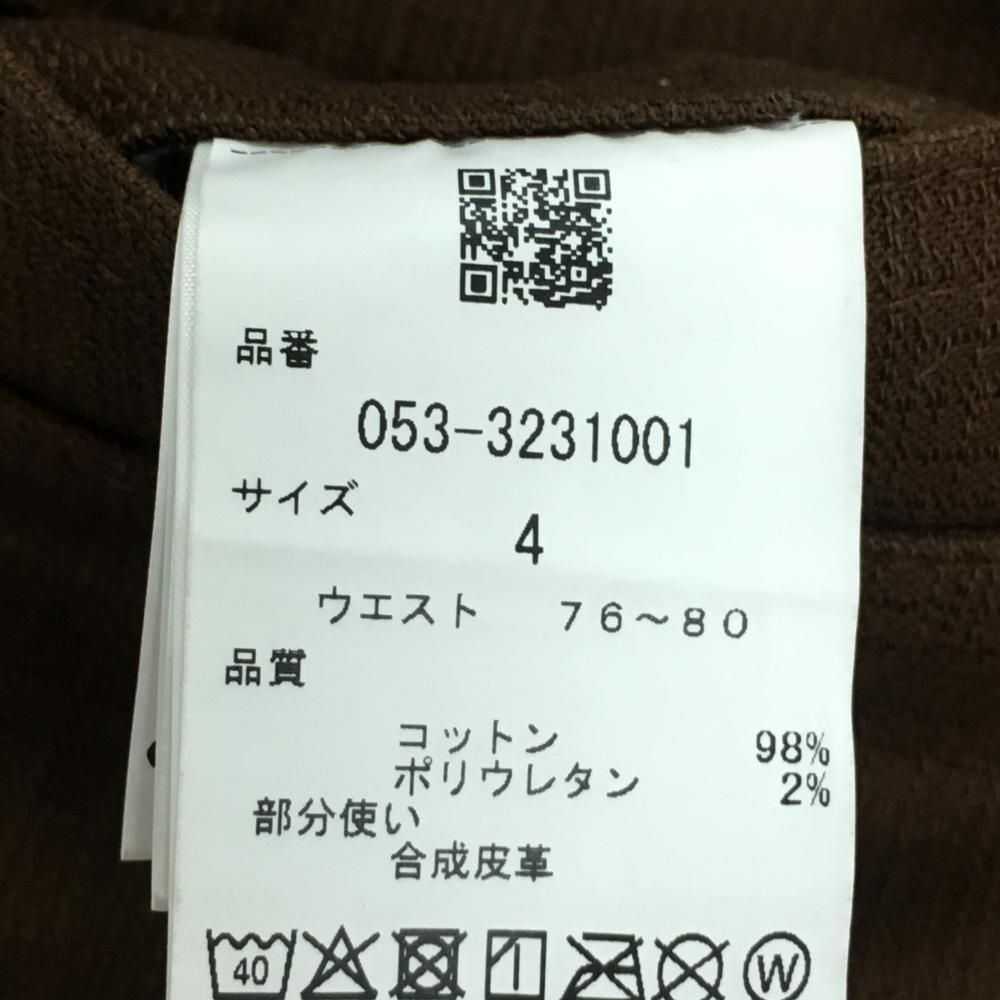 品番
053-3231001
サイズ
4
ウエスト　７６～８０
品質
コットン 98%
ポリウレタン 2%
部分使い
合成皮革
40
W